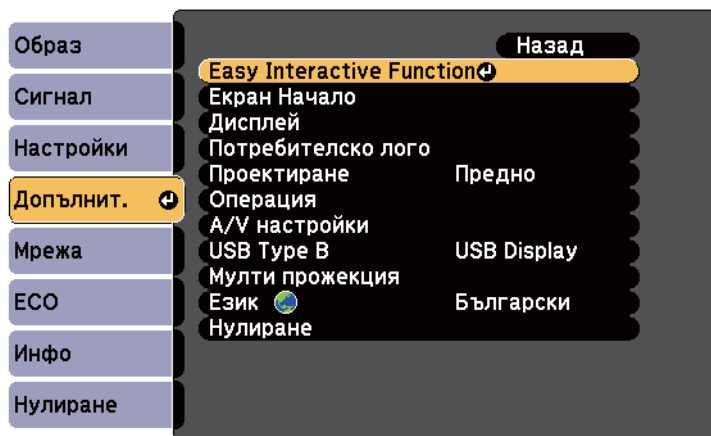 Образ
Сигнал
Настройки
Допълнит.
Мрежа
ECO
Инфо
Нулиране
Назад
Easy Interactive Function
Екран Начало
Дисплей
Потребителско лого
Проектиране Предно
Операция
A/V настройки
USB Type B USB Display
Мулти прожекция
Език Български
Нулиране